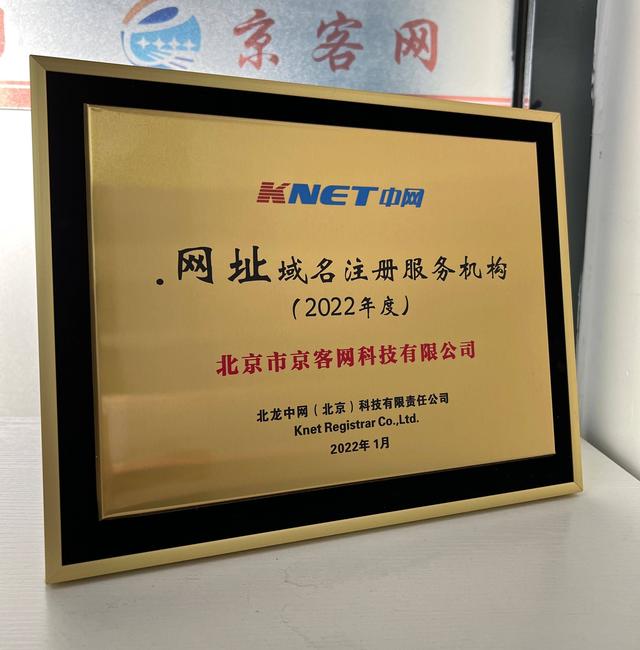 京客网
KNET中网
.网址域名注册服务机构
（2022年度）
北京市京客网科技有限公司
北龙中网（北京）科技有限责任公司
Knet Registrar Co.,Ltd.
2022年1月